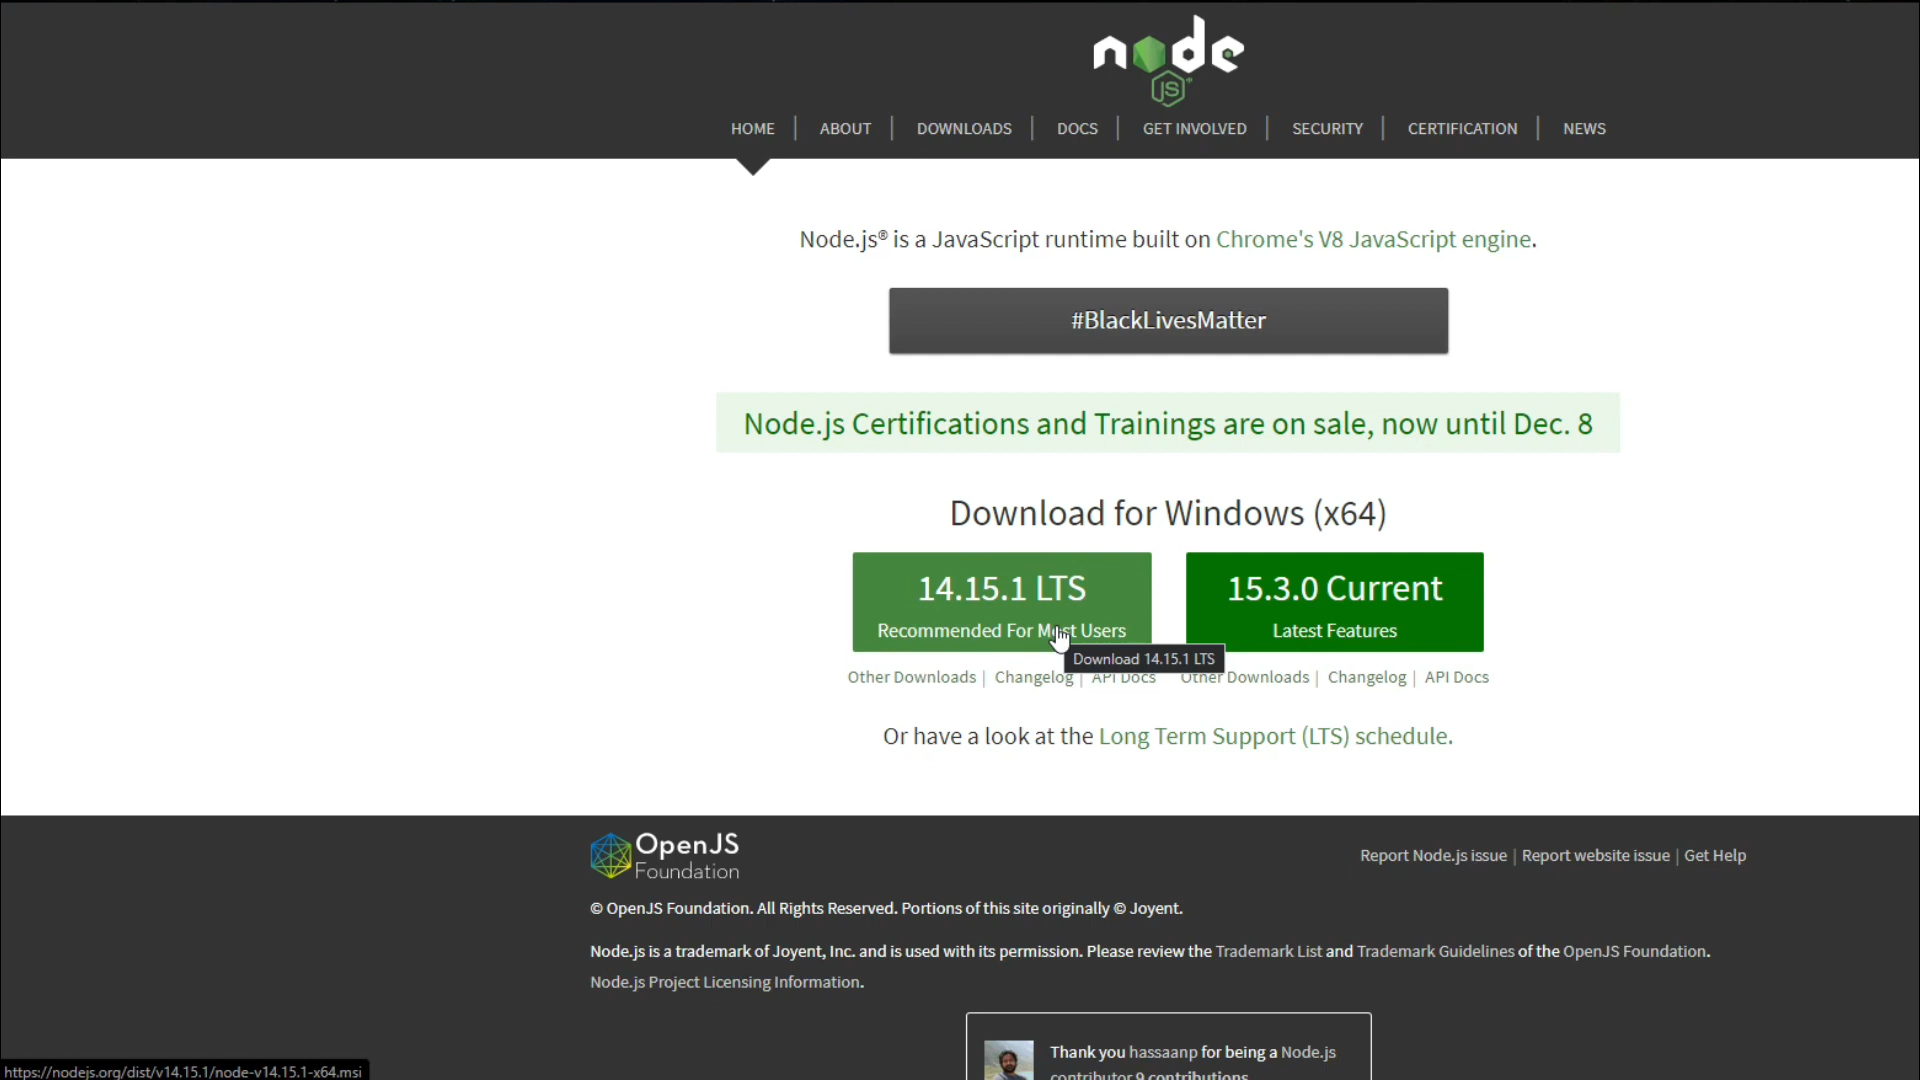 node
JS
HOME | ABOUT | DOWNLOADS | DOCS | GET INVOLVED | SECURITY | CERTIFICATION | NEWS
Node.js® is a JavaScript runtime built on Chrome's V8 JavaScript engine.
#BlackLivesMatter
Node.js Certifications and Trainings are on sale, now until Dec. 8
Download for Windows (x64)
14.15.1 LTS
Recommended For Most Users
15.3.0 Current
Latest Features
Download 14.15.1 LTS
Other Downloads | Changelog | API Docs
Other Downloads | Changelog | API Docs
Or have a look at the Long Term Support (LTS) schedule.
OpenJS
Foundation
Report Node.js issue | Report website issue | Get Help
© OpenJS Foundation. All Rights Reserved. Portions of this site originally © Joyent.
Node.js is a trademark of Joyent, Inc. and is used with its permission. Please review the Trademark List and Trademark Guidelines of the OpenJS Foundation.
Node.js Project Licensing Information.
Thank you hassaanp for being a Node.js
contributor 9 contributions
https://nodejs.org/dist/v14.15.1/node-v14.15.1-x64.msi